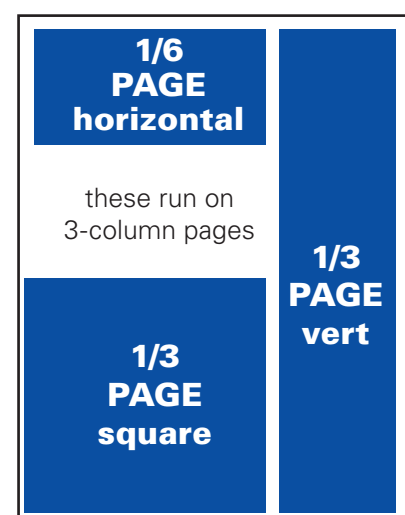 1/6
PAGE
horizontal
these run on
3-column pages
1/3
PAGE
square
1/3
PAGE
vert